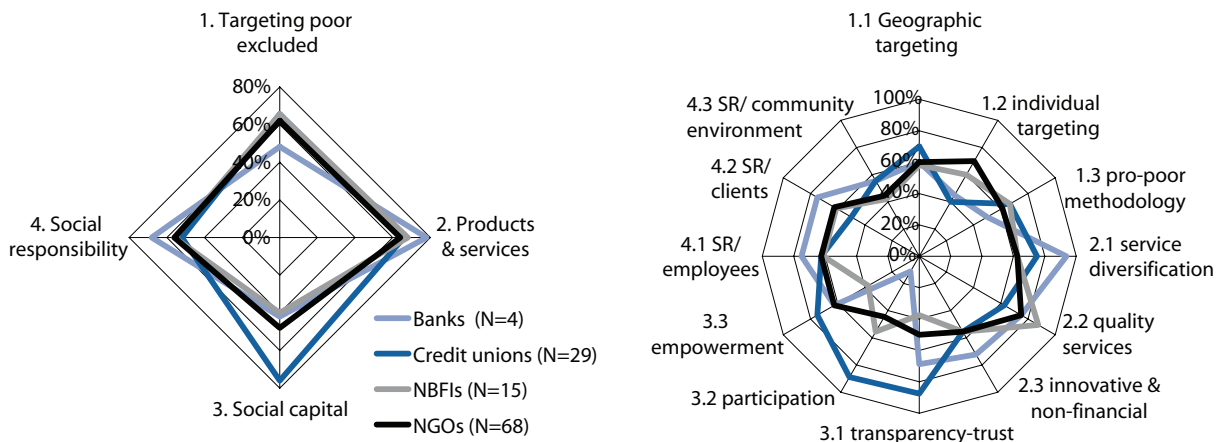 1. Targeting poor
excluded
80%
60%
40%
20%
0%
4. Social
responsibility
2. Products
& services
3. Social capital
Banks (N=4)
Credit unions (N=29)
NBFIs (N=15)
NGOs (N=68)
1.1 Geographic
targeting
100%
80%
60%
40%
20%
0%
1.2 individual
targeting
1.3 pro-poor
methodology
2.1 service
diversification
2.2 quality
services
2.3 innovative &
non-financial
3.1 transparency-trust
3.2 participation
3.3
empowerment
4.1 SR/
employees
4.2 SR/
clients
4.3 SR/ community
environment